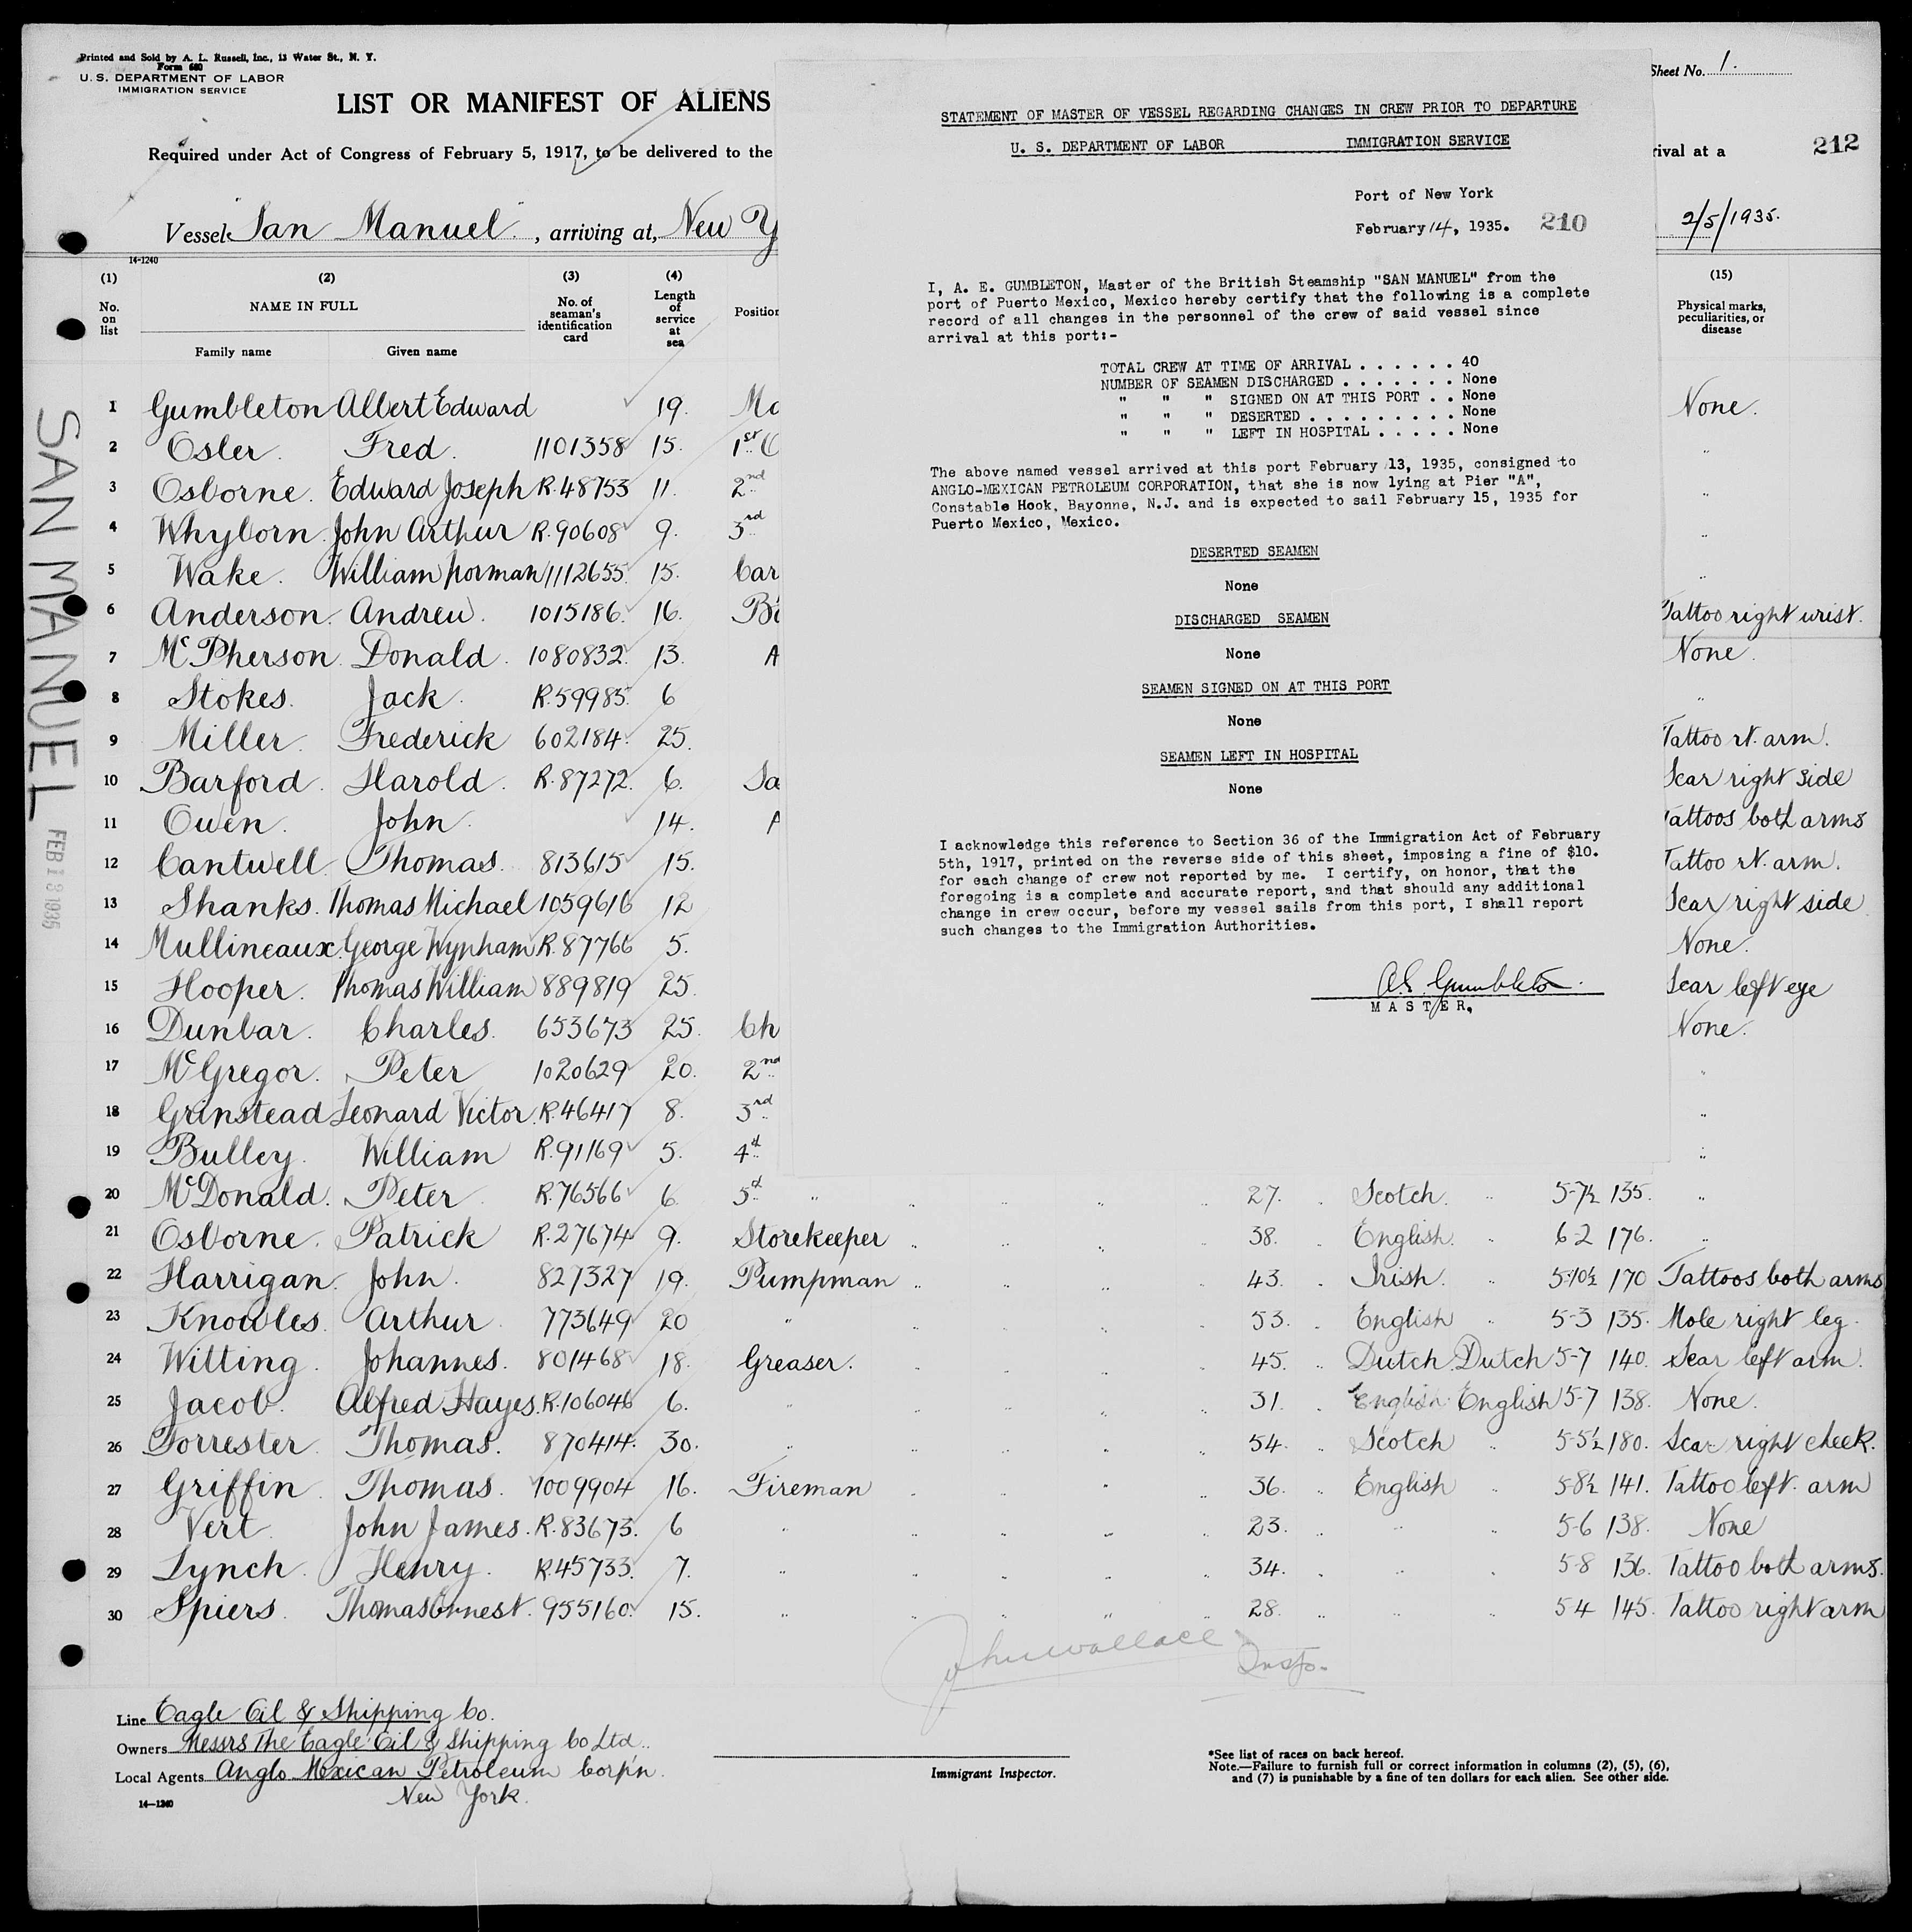 Printed and Sold by A. L. Russell, Inc., 13 Water St., N. Y.
Form 680
U. S. DEPARTMENT OF LABOR
IMMIGRATION SERVICE
LIST OR MANIFEST OF ALIENS
Required under Act of Congress of February 5, 1917, to be delivered to the
Vessel "San Manuel", arriving at, New Y
Sheet No. 1.
rival at a
212
2/5/1935.
14-1240
(1) (2) (3) (4) (15)
No. on list
NAME IN FULL
Family name Given name
No. of seaman's identification card
Length of service at sea
Position
Physical marks, peculiarities, or disease
STATEMENT OF MASTER OF VESSEL REGARDING CHANGES IN CREW PRIOR TO DEPARTURE
U. S. DEPARTMENT OF LABOR IMMIGRATION SERVICE
Port of New York
February 14, 1935. 210
I, A. E. GUMBLETON, Master of the British Steamship "SAN MANUEL" from the
port of Puerto Mexico, Mexico hereby certify that the following is a complete
record of all changes in the personnel of the crew of said vessel since
arrival at this port:-
TOTAL CREW AT TIME OF ARRIVAL . . . . . . . 40
NUMBER OF SEAMEN DISCHARGED . . . . . . . None
" " " SIGNED ON AT THIS PORT . . None
" " " DESERTED . . . . . . . . . None
" " " LEFT IN HOSPITAL . . . . . None
The above named vessel arrived at this port February 13, 1935, consigned to
ANGLO-MEXICAN PETROLEUM CORPORATION, that she is now lying at Pier "A",
Constable Hook, Bayonne, N.J. and is expected to sail February 15, 1935 for
Puerto Mexico, Mexico.
DESERTED SEAMEN
None
DISCHARGED SEAMEN
None
SEAMEN SIGNED ON AT THIS PORT
None
SEAMEN LEFT IN HOSPITAL
None
I acknowledge this reference to Section 36 of the Immigration Act of February
5th, 1917, printed on the reverse side of this sheet, imposing a fine of $10.
for each change of crew not reported by me. I certify, on honor, that the
foregoing is a complete and accurate report, and that should any additional
change in crew occur, before my vessel sails from this port, I shall report
such changes to the Immigration Authorities.
A.E. Gumbleton.
MASTER.
SAN MANUEL
FEB 18 1935
1 Gumbleton Albert Edward 19. Ma None.
2 Osler. Fred. 1101358 15. 1st O "
3 Osborne. Edward Joseph R.48753 11. 2nd "
4 Whyborn John Arthur R.90608 9. 3rd "
5 Wake. William Norman 1112655 15. Car "
6 Anderson. Andrew. 1015186. 16. Bo Tattoo right wrist.
7 McPherson. Donald. 1080832. 13. A None.
8 Stokes. Jack. R.59985. 6 "
9 Miller. Frederick 602184. 25. Tattoo rt. arm.
10 Barford. Harold. R.87272. 6. Sa Scar right side
11 Owen. John. 14. A Tattoos both arms
12 Cantwell Thomas. 813615 15. Tattoo rt. arm.
13 Shanks. Thomas Michael 1059616 12 Scar right side
14 Mullineaux. George Wynham R.87766 5. None.
15 Hooper. Thomas William 889819 25. Scar left eye
16 Dunbar. Charles. 653673 25. Ch None.
17 McGregor. Peter 1020629 20. 2nd "
18 Grinstead Leonard Victor. R.46417 8. 3rd "
19 Bulley. William R.91169 5. 4th "
20 McDonald. Peter R.76566 6. 5th " " " " " 27. " Scotch. " 5-7½ 135. "
21 Osborne. Patrick R.27674 9. Storekeeper " " " " 38. " English. " 6-2 176. "
22 Harrigan. John. 827327 19. Pumpman " " " 43. " Irish. " 5-10½ 170 Tattoos both arms
23 Knowles. Arthur 773649 20 " " " " " 53. " English " 5-3 135. Mole right leg.
24 Witting. Johannes. 801468 18. Greaser. " " " " 45. " Dutch. Dutch 5-7 140. Scar left arm.
25 Jacob. Alfred Hayes. R.106046 6. " " " " " 31. " English English 5-7 138. None.
26 Forrester. Thomas. 870414. 30. " " " " " 54. " Scotch " 5-5½ 180. Scar right cheek.
27 Griffin. Thomas. 1009904 16. Fireman " " " " 36. " English " 5-8½ 141. Tattoo left arm
28 Vert. John James. R.83673. 6 " " " " " 23. " " " 5-6 138. None
29 Lynch. Henry. R.45733. 7. " " " " " 34. " " " 5-8 136. Tattoo both arms.
30 Spiers. Thomas Ernest. 955160. 15. " " " " " 28. " " " 5-4 145. Tattoo right arm
John Wallace Insp.
Line Eagle Oil & Shipping Co.
Owners Messrs The Eagle Oil & Shipping Co Ltd.
Local Agents Anglo Mexican Petroleum Corp'n.
New York.
14-1240
Immigrant Inspector.
*See list of races on back hereof.
Note.—Failure to furnish full or correct information in columns (2), (5), (6),
and (7) is punishable by a fine of ten dollars for each alien. See other side.